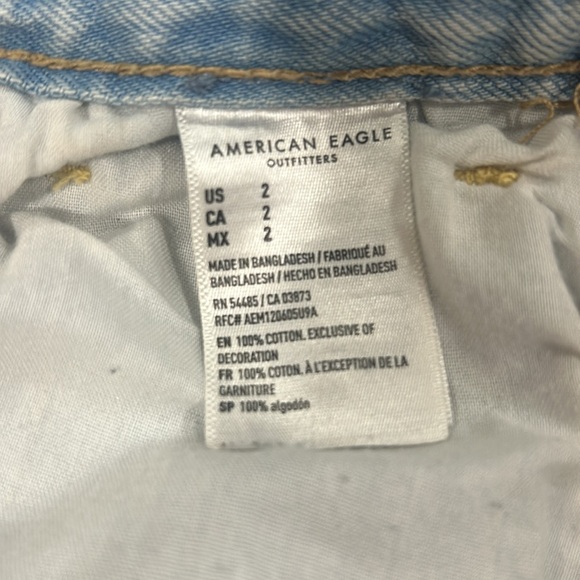 AMERICAN EAGLE
OUTFITTERS
US 2
CA 2
MX 2
MADE IN BANGLADESH / FABRIQUÉ AU
BANGLADESH / HECHO EN BANGLADESH
RN 54485 / CA 03873
RFC# AEM120605U9A
EN 100% COTTON. EXCLUSIVE OF
DECORATION
FR 100% COTON. À L'EXCEPTION DE LA
GARNITURE
SP 100% algodón